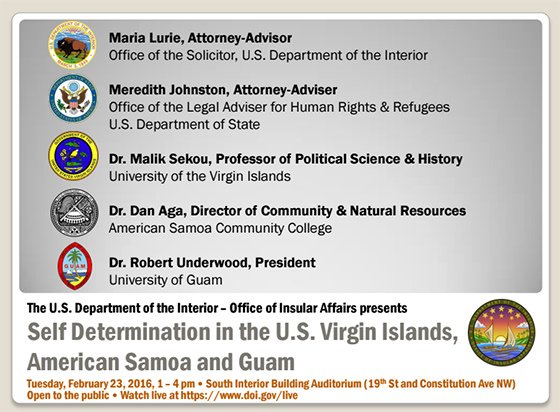 Maria Lurie, Attorney-Advisor
Office of the Solicitor, U.S. Department of the Interior
Meredith Johnston, Attorney-Adviser
Office of the Legal Adviser for Human Rights & Refugees
U.S. Department of State
Dr. Malik Sekou, Professor of Political Science & History
University of the Virgin Islands
Dr. Dan Aga, Director of Community & Natural Resources
American Samoa Community College
GUAM
Dr. Robert Underwood, President
University of Guam
The U.S. Department of the Interior – Office of Insular Affairs presents
Self Determination in the U.S. Virgin Islands,
American Samoa and Guam
Tuesday, February 23, 2016, 1 – 4 pm • South Interior Building Auditorium (19th St and Constitution Ave NW)
Open to the public • Watch live at https://www.doi.gov/live